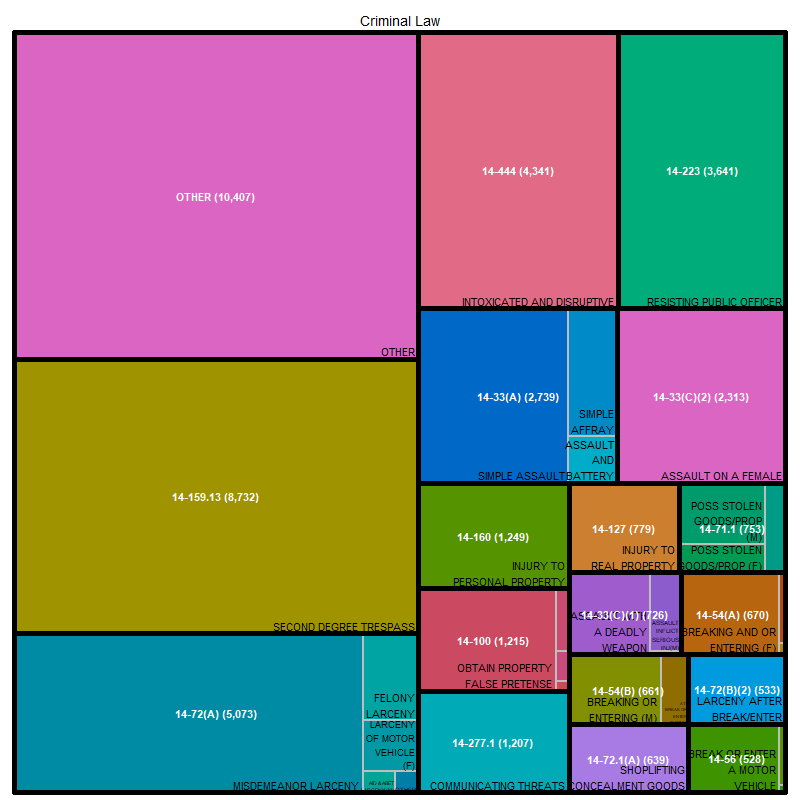 Criminal Law
OTHER (10,407)
OTHER
14-444 (4,341)
INTOXICATED AND DISRUPTIVE
14-223 (3,641)
RESISTING PUBLIC OFFICER
14-159.13 (8,732)
SECOND DEGREE TRESPASS
14-33(A) (2,739)
SIMPLE ASSAULT
SIMPLE
AFFRAY
ASSAULT
AND
BATTERY
14-33(C)(2) (2,313)
ASSAULT ON A FEMALE
14-72(A) (5,073)
MISDEMEANOR LARCENY
FELONY
LARCENY
LARCENY
OF MOTOR
VEHICLE
(F)
AID & ABET
14-160 (1,249)
INJURY TO
PERSONAL PROPERTY
14-127 (779)
INJURY TO
REAL PROPERTY
POSS STOLEN
GOODS/PROP
(M)
14-71.1 (753)
POSS STOLEN
GOODS/PROP (F)
14-100 (1,215)
OBTAIN PROPERTY
FALSE PRETENSE
14-33(C)(1) (726)
A DEADLY
WEAPON
ASSAULT
INFLICT
SERIOUS
INJ(M)
14-54(A) (670)
BREAKING AND OR
ENTERING (F)
14-277.1 (1,207)
COMMUNICATING THREATS
14-54(B) (661)
BREAKING OR
ENTERING (M)
14-72(B)(2) (533)
LARCENY AFTER
BREAK/ENTER
14-72.1(A) (639)
SHOPLIFTING
CONCEALMENT GOODS
14-56 (528)
BREAK OR ENTER
A MOTOR
VEHICLE